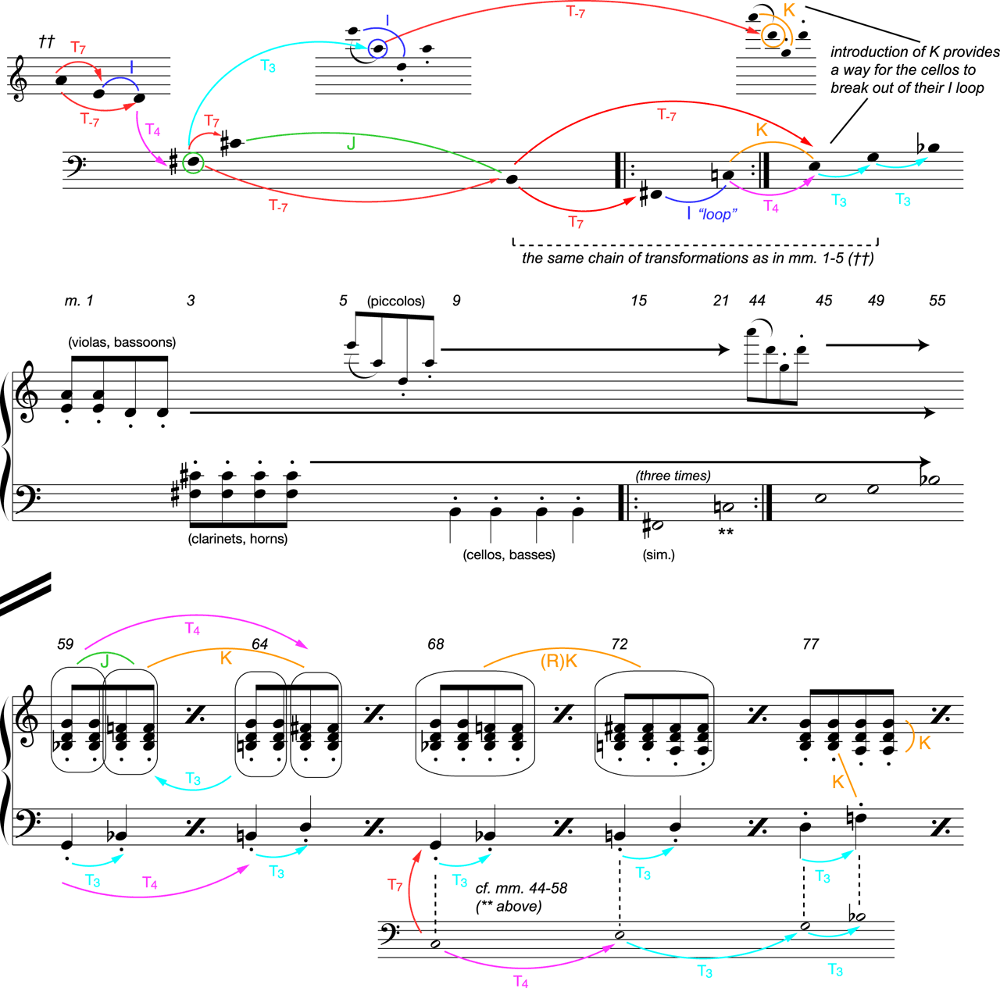 ††
T7
I
T-7
T4
T3
I
T-7
K
introduction of K provides
a way for the cellos to
break out of their I loop
T7
J
T-7
T-7
K
T7
I “loop”
T4
T3
T3
the same chain of transformations as in mm. 1-5 (††)
m. 1
3
5
(piccolos)
9
15
21
44
45
49
55
(violas, bassoons)
(three times)
**
(clarinets, horns)
(cellos, basses)
(sim.)
T4
59
J
K
64
68
(R)K
72
77
K
T3
K
T3
T4
T3
T7
T3
cf. mm. 44-58
(** above)
T3
T3
T4
T3
T3